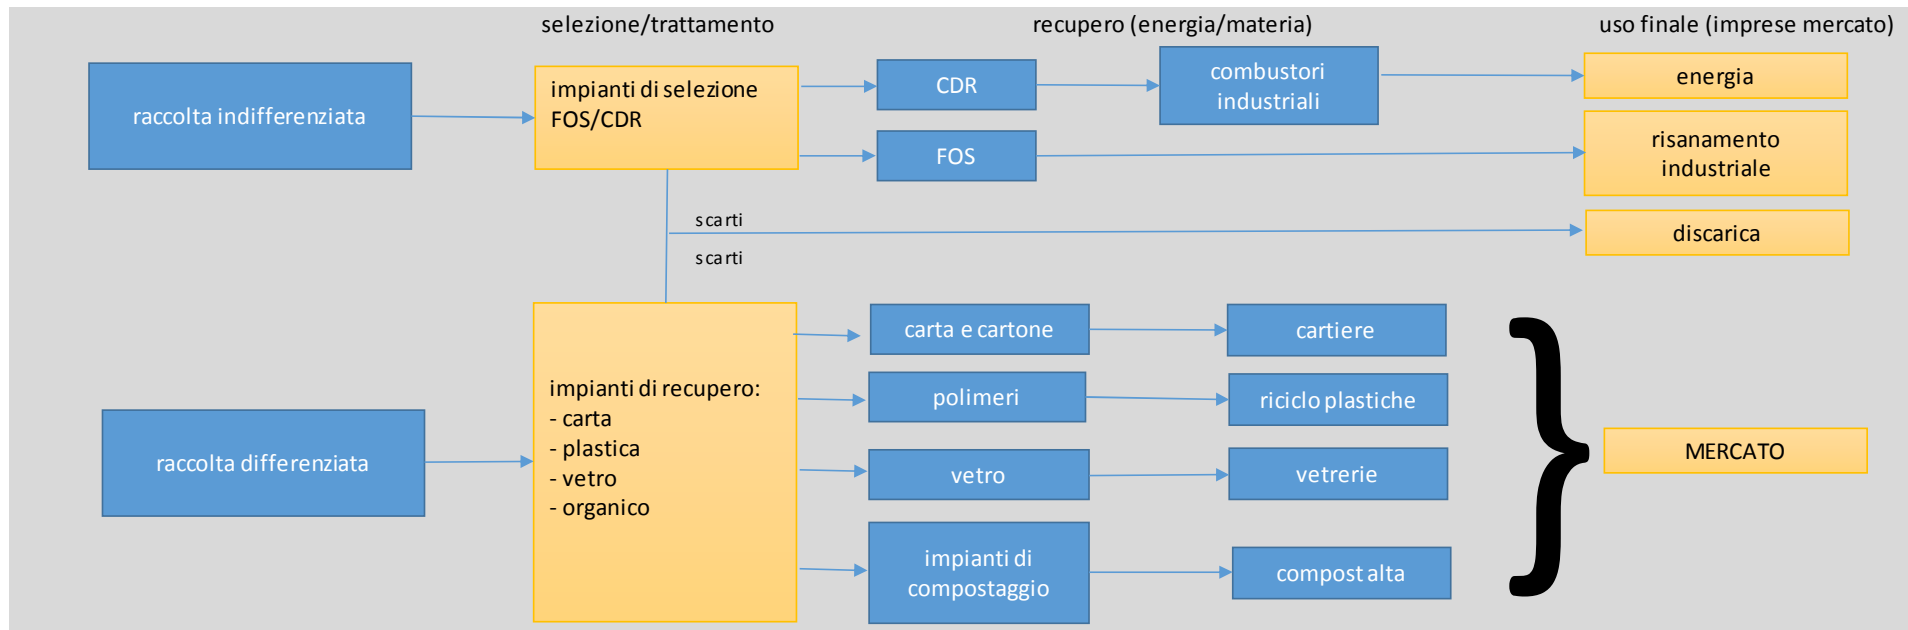 selezione/trattamento
recupero (energia/materia)
uso finale (imprese mercato)
raccolta indifferenziata
impianti di selezione
FOS/CDR
CDR
combustori
industriali
energia
FOS
risanamento
industriale
scarti
discarica
scarti
raccolta differenziata
impianti di recupero:
- carta
- plastica
- vetro
- organico
carta e cartone
cartiere
polimeri
riciclo plastiche
vetro
vetrerie
impianti di
compostaggio
compost alta
}
MERCATO